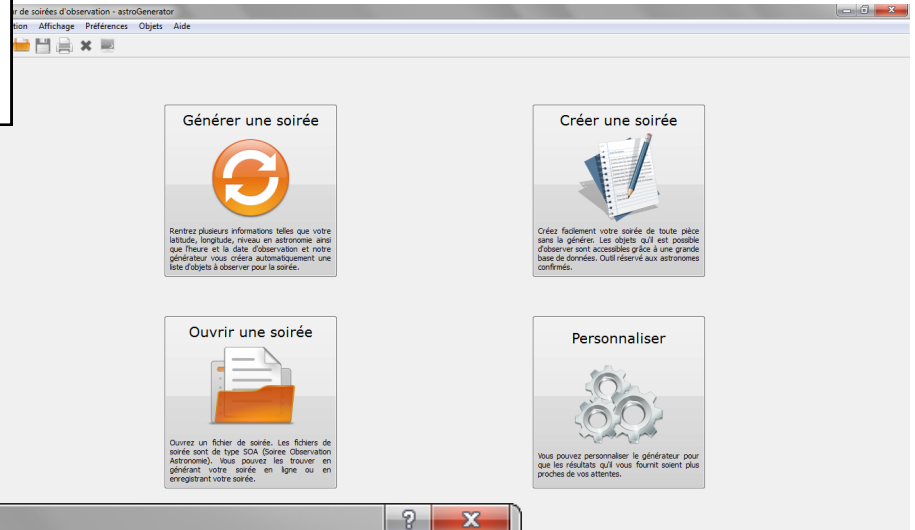 r de soirées d'observation - astroGenerator
tion Affichage Préférences Objets Aide
Générer une soirée
Rentrez plusieurs informations telles que votre
latitude, longitude, niveau en astronomie ainsi
que l'heure et la date d'observation et notre
générateur vous créera automatiquement une
liste d'objets à observer pour la soirée.
Créer une soirée
Créez facilement votre soirée de toute pièce
sans la générer. Les objets qu'il est possible
d'observer sont accessibles grâce à une grande
base de données. Outil réservé aux astronomes
confirmés.
Ouvrir une soirée
Ouvrez un fichier de soirée. Les fichiers de
soirée sont de type SOA (Soiree Observation
Astronomie). Vous pouvez les trouver en
générant votre soirée en ligne ou en
enregistrant votre soirée.
Personnaliser
Vous pouvez personnaliser le générateur pour
que les résultats qu'il vous fournit soient plus
proches de vos attentes.